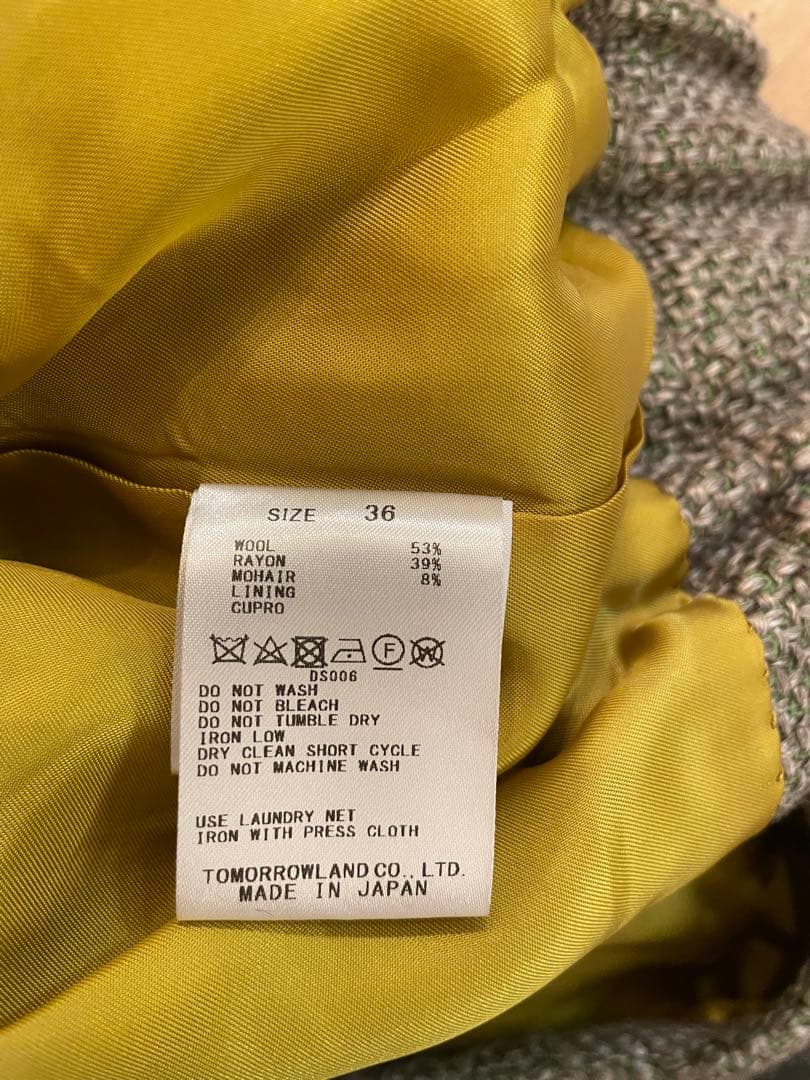 SIZE 36
WOOL 53%
RAYON 39%
MOHAIR 8%
LINING
CUPRO
F W
DS006
DO NOT WASH
DO NOT BLEACH
DO NOT TUMBLE DRY
IRON LOW
DRY CLEAN SHORT CYCLE
DO NOT MACHINE WASH
USE LAUNDRY NET
IRON WITH PRESS CLOTH
TOMORROWLAND CO., LTD.
MADE IN JAPAN